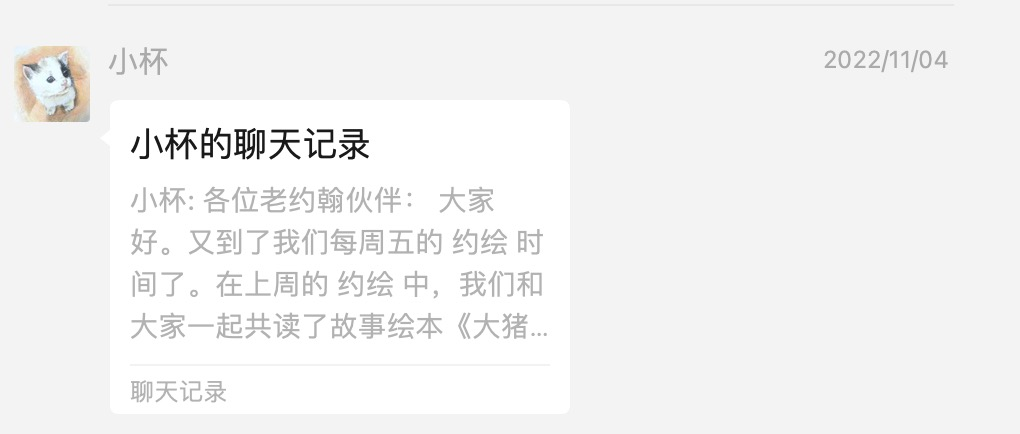 小杯
2022/11/04
小杯的聊天记录
小杯: 各位老约翰伙伴： 大家
好。又到了我们每周五的 约绘 时
间了。在上周的 约绘 中，我们和
大家一起共读了故事绘本《大猪...
聊天记录